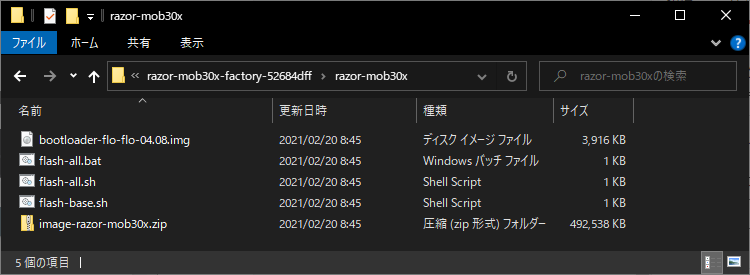 razor-mob30x
ファイル ホーム 共有 表示
« razor-mob30x-factory-52684dff › razor-mob30x razor-mob30xの検索
名前 更新日時 種類 サイズ
bootloader-flo-flo-04.08.img 2021/02/20 8:45 ディスク イメージ ファイル 3,916 KB
flash-all.bat 2021/02/20 8:45 Windows バッチ ファイル 1 KB
flash-all.sh 2021/02/20 8:45 Shell Script 1 KB
flash-base.sh 2021/02/20 8:45 Shell Script 1 KB
image-razor-mob30x.zip 2021/02/20 8:45 圧縮 (zip 形式) フォルダー 492,538 KB
5 個の項目